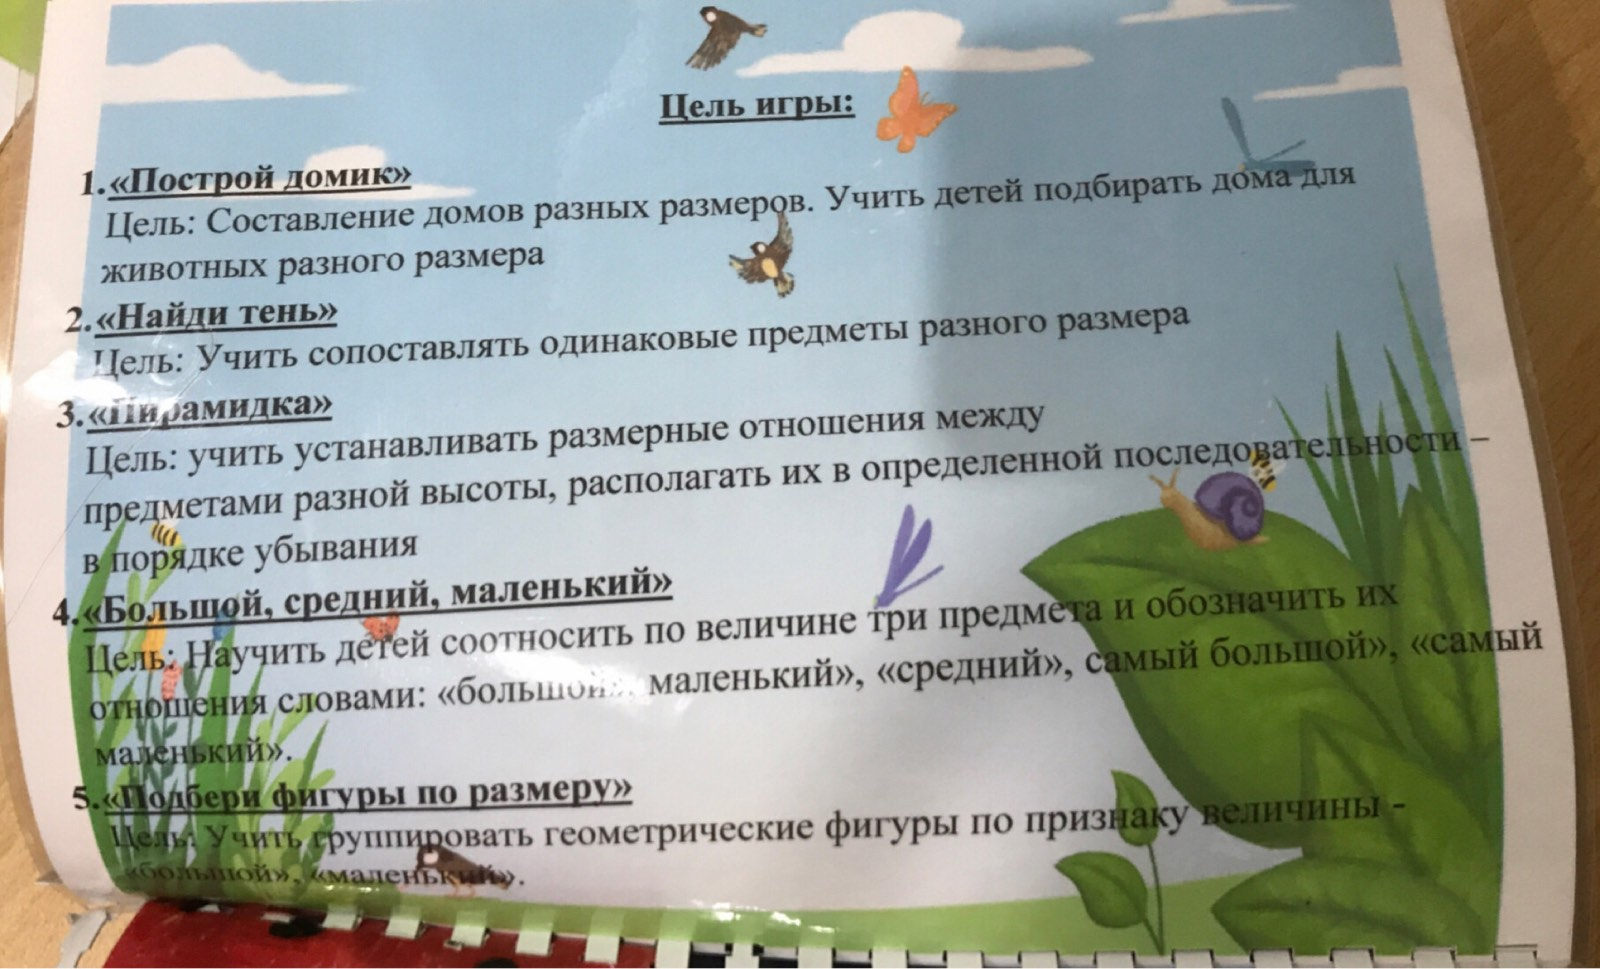 Цель игры:
1.«Построй домик»
Цель: Составление домов разных размеров. Учить детей подбирать дома для
животных разного размера
2.«Найди тень»
Цель: Учить сопоставлять одинаковые предметы разного размера
3.«Пирамидка»
Цель: учить устанавливать размерные отношения между
предметами разной высоты, располагать их в определенной последовательности –
в порядке убывания
4.«Большой, средний, маленький»
Цель: Научить детей соотносить по величине три предмета и обозначить их
отношения словами: «большой», маленький», «средний», самый большой», «самый
маленький».
5.«Подбери фигуры по размеру»
Цель: Учить группировать геометрические фигуры по признаку величины -
«большой», «маленький».